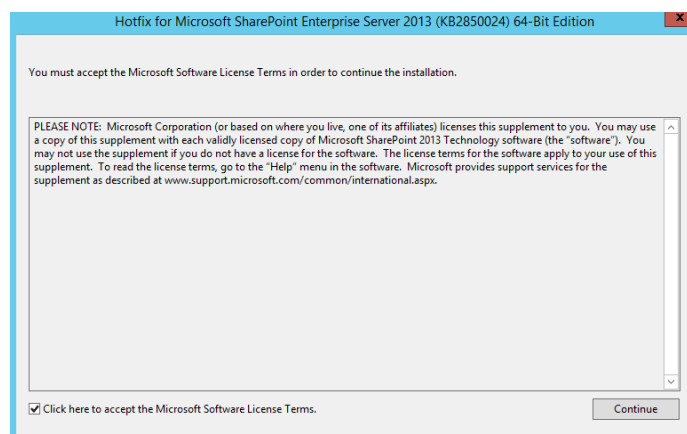 Hotfix for Microsoft SharePoint Enterprise Server 2013 (KB2850024) 64-Bit Edition
x
You must accept the Microsoft Software License Terms in order to continue the installation.
PLEASE NOTE:  Microsoft Corporation (or based on where you live, one of its affiliates) licenses this supplement to you.  You may use
a copy of this supplement with each validly licensed copy of Microsoft SharePoint 2013 Technology software (the "software").  You
may not use the supplement if you do not have a license for the software.  The license terms for the software apply to your use of this
supplement.  To read the license terms, go to the "Help" menu in the software.  Microsoft provides support services for the
supplement as described at www.support.microsoft.com/common/international.aspx.
Click here to accept the Microsoft Software License Terms.
Continue